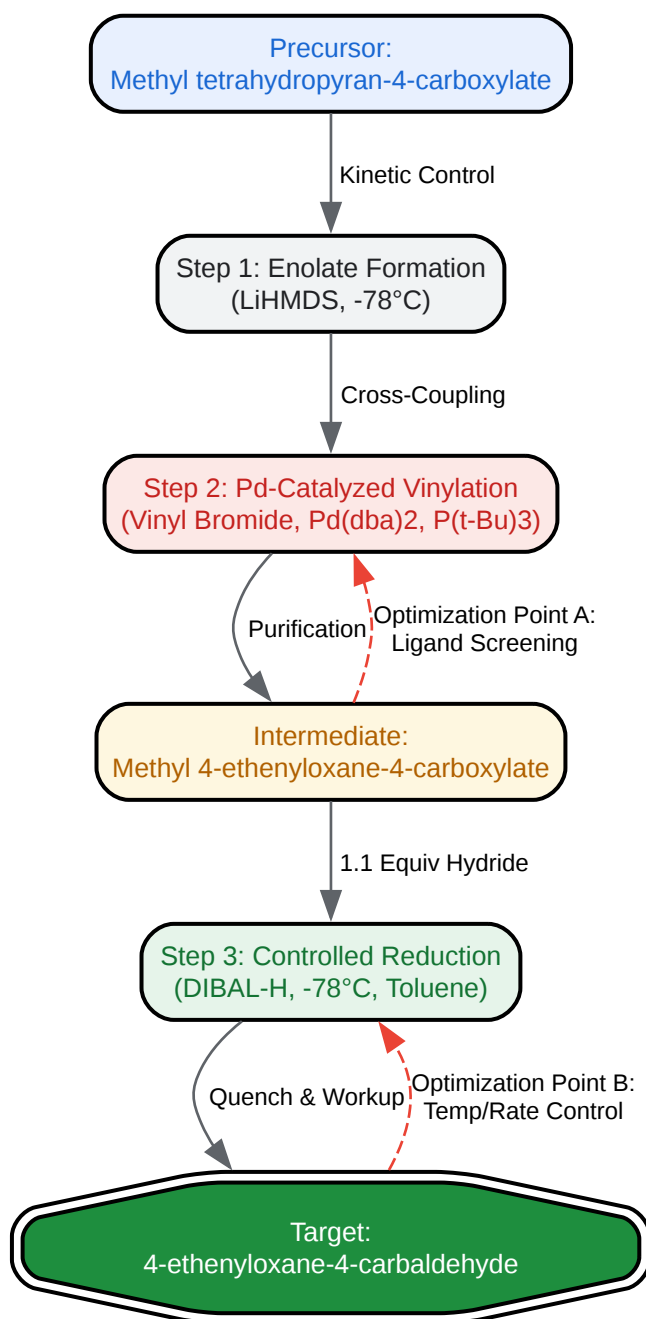 Precursor:
Methyl tetrahydropyran-4-carboxylate
Kinetic Control
Step 1: Enolate Formation
(LiHMDS, -78°C)
Cross-Coupling
Step 2: Pd-Catalyzed Vinylation
(Vinyl Bromide, Pd(dba)2, P(t-Bu)3)
Purification
Optimization Point A:
Ligand Screening
Intermediate:
Methyl 4-ethenyloxane-4-carboxylate
1.1 Equiv Hydride
Step 3: Controlled Reduction
(DIBAL-H, -78°C, Toluene)
Quench & Workup
Optimization Point B:
Temp/Rate Control
Target:
4-ethenyloxane-4-carbaldehyde